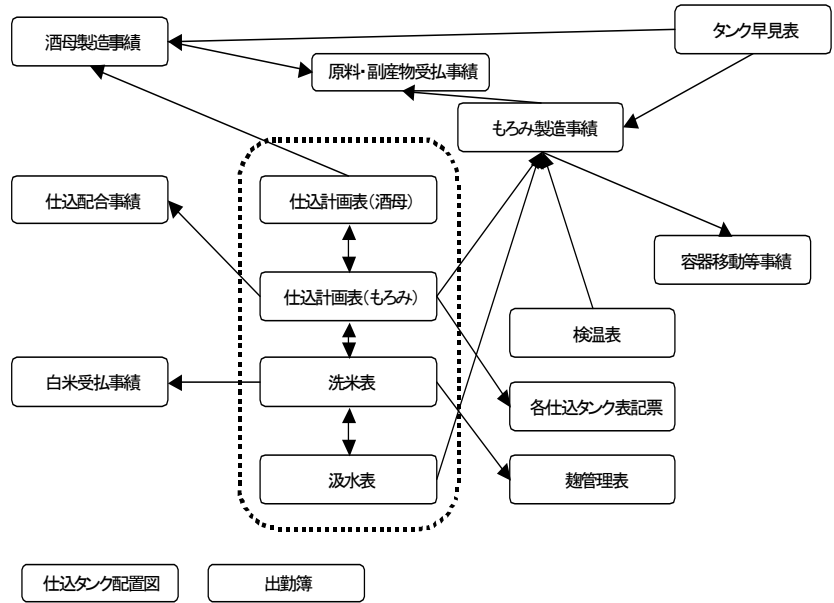 タンク早見表
酒母製造事績
原料・副産物受払事績
もろみ製造事績
仕込計画表(酒母)
仕込配合事績
容器移動等事績
仕込計画表(もろみ)
検温表
白米受払事績
洗米表
各仕込タンク表記票
汲水表
麹管理表
仕込タンク配置図
出勤簿